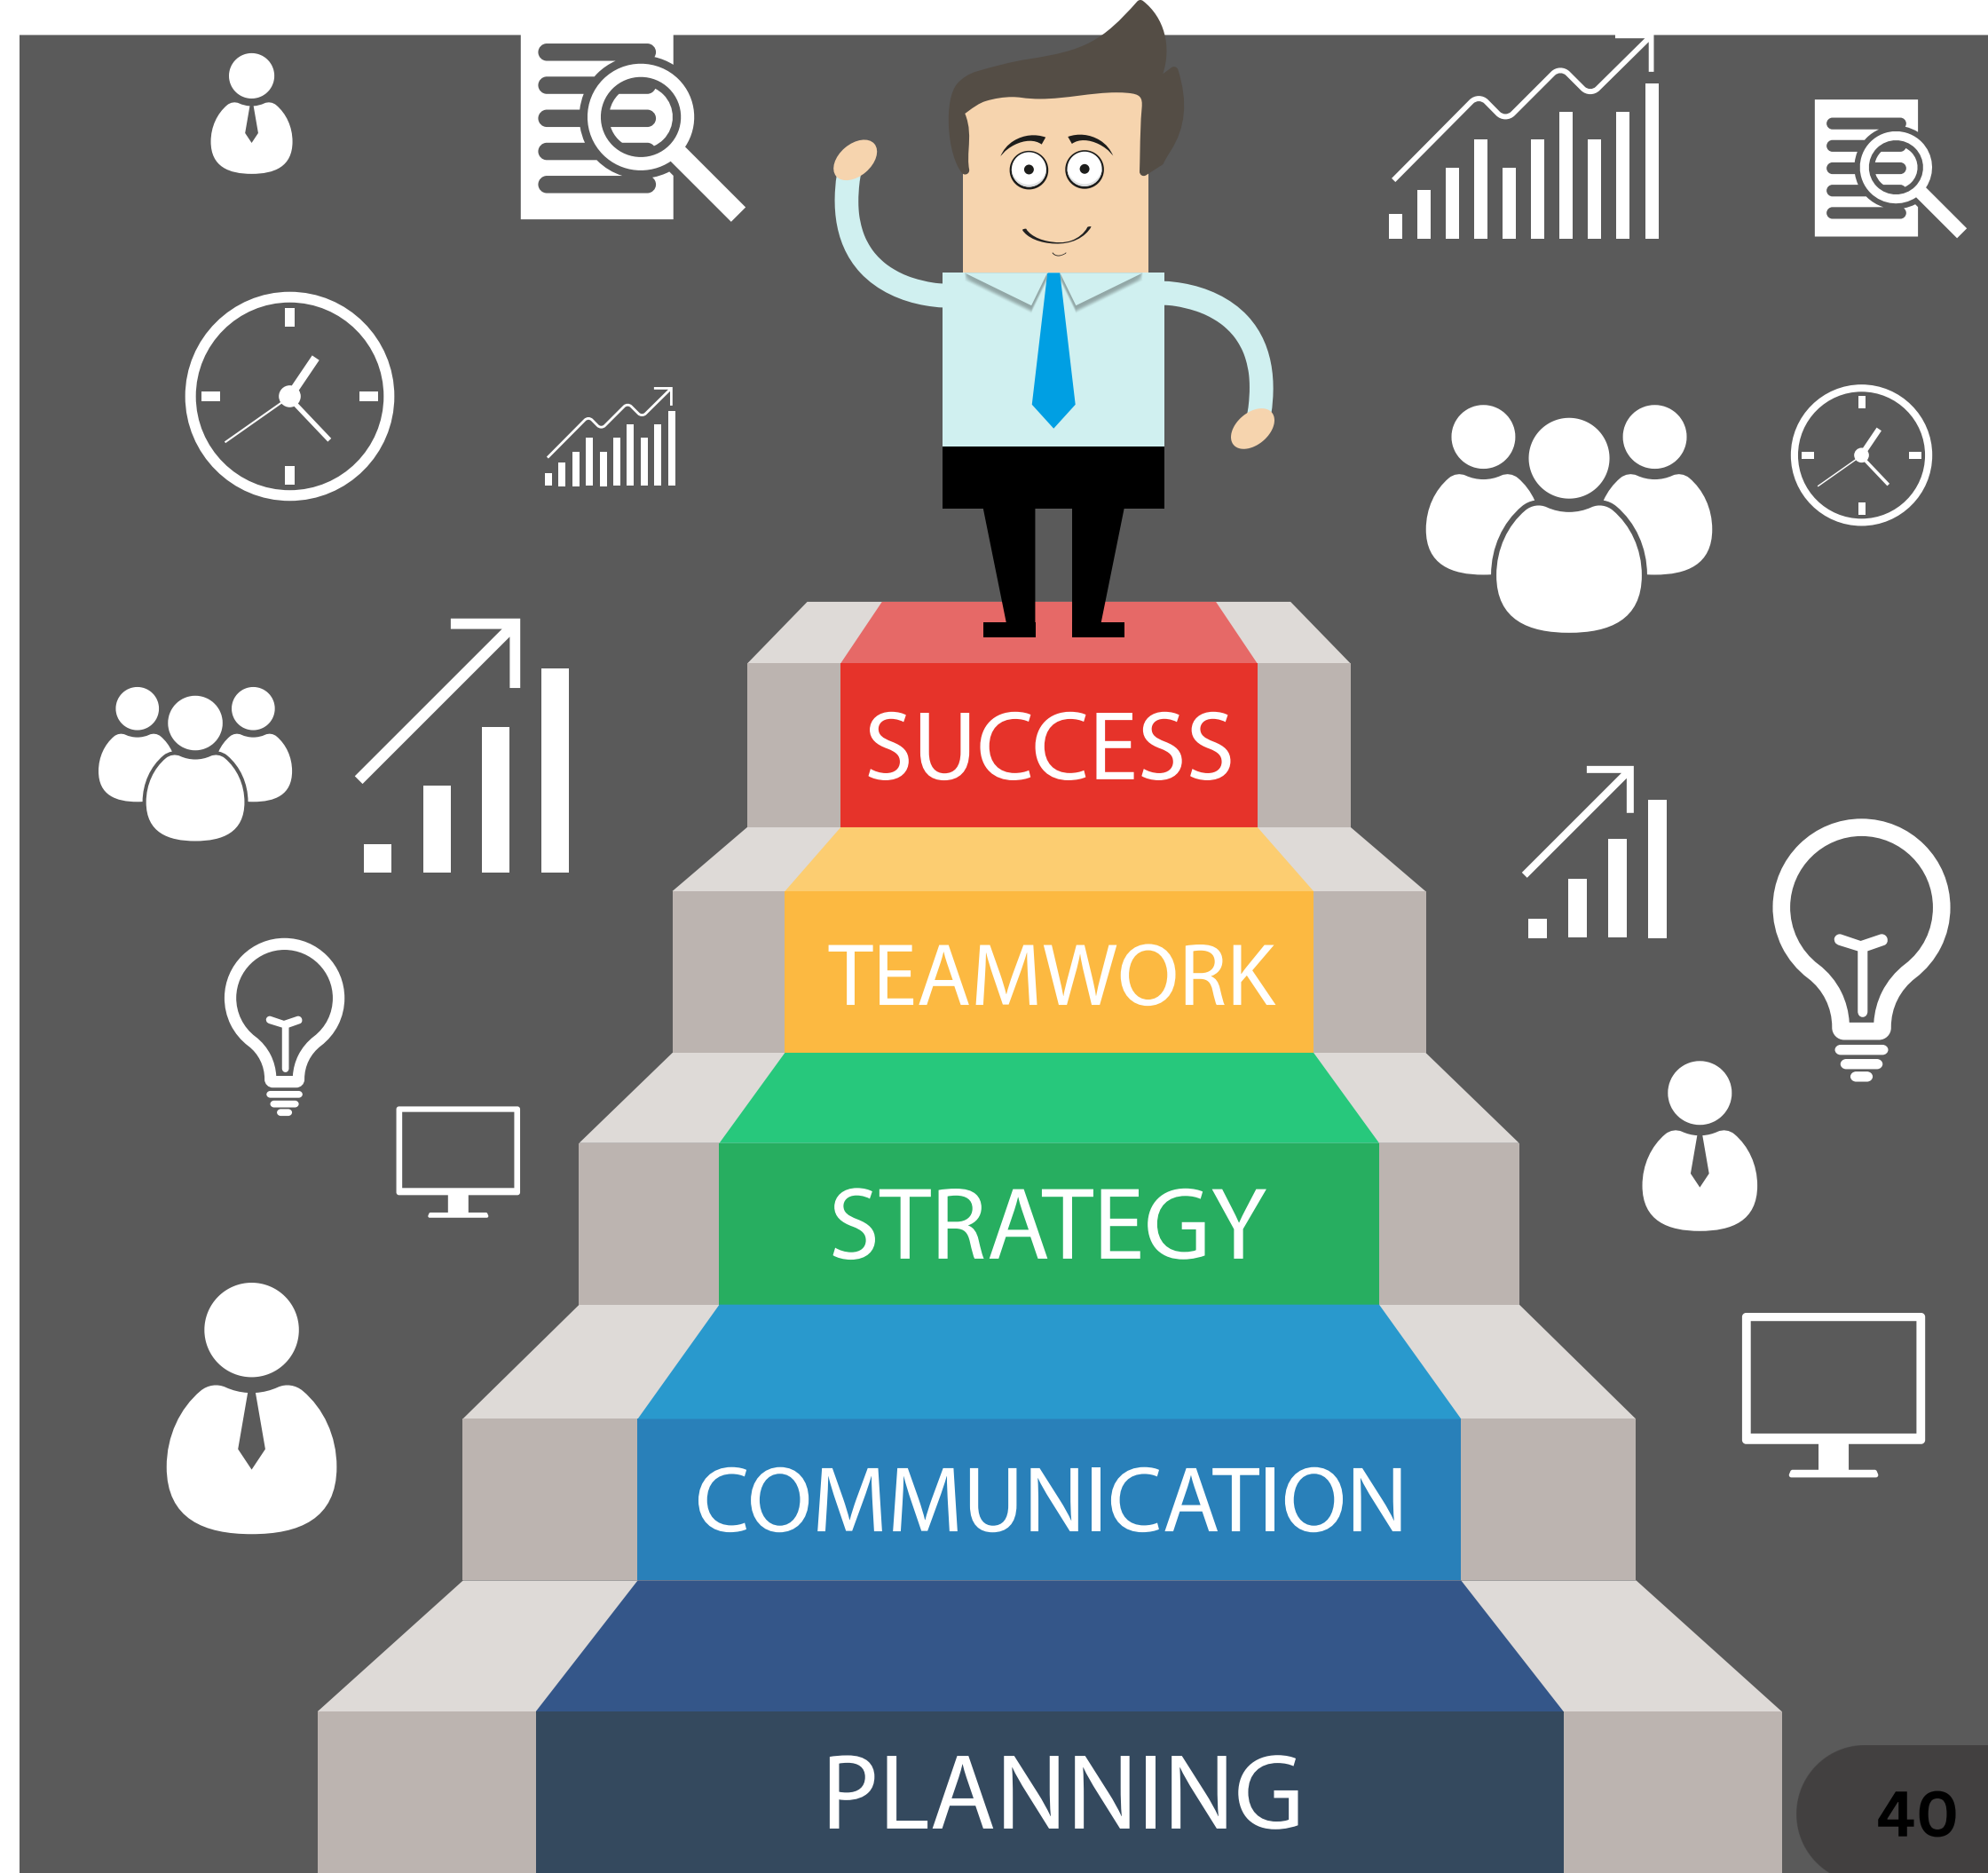 SUCCESS
TEAMWORK
STRATEGY
COMMUNICATION
PLANNING
40